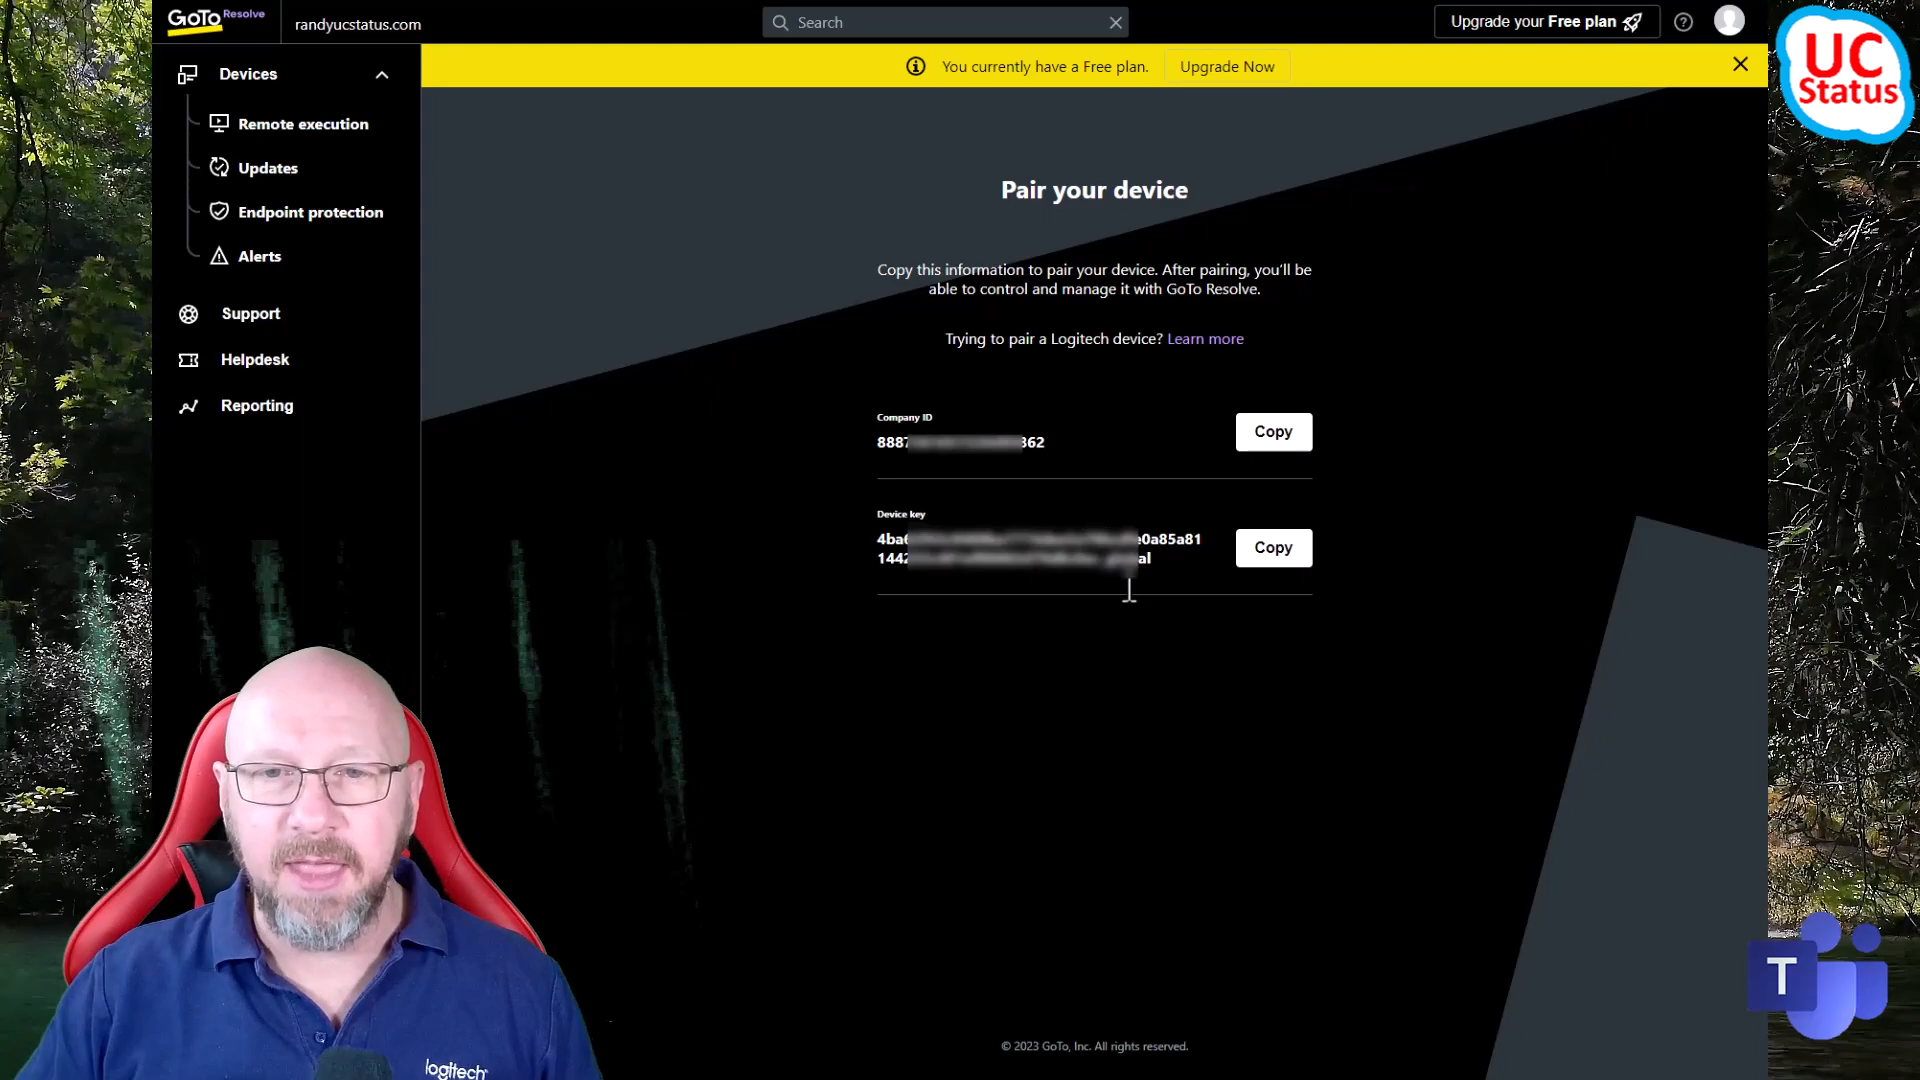 GoTo Resolve
randyucstatus.com
Search
Upgrade your Free plan
UC
Status
You currently have a Free plan.
Upgrade Now
Devices
Remote execution
Updates
Endpoint protection
Alerts
Support
Helpdesk
Reporting
Pair your device
Copy this information to pair your device. After pairing, you'll be
able to control and manage it with GoTo Resolve.
Trying to pair a Logitech device? Learn more
Company ID
Copy
Device key
Copy
T
logitech
© 2023 GoTo, Inc. All rights reserved.